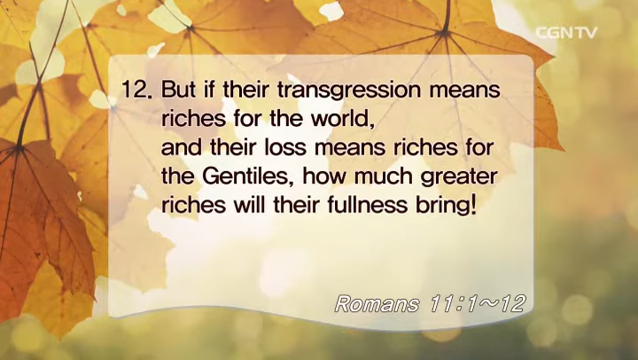 CGNTV
12. But if their transgression means
riches for the world,
and their loss means riches for
the Gentiles, how much greater
riches will their fullness bring!
Romans 11:1~12